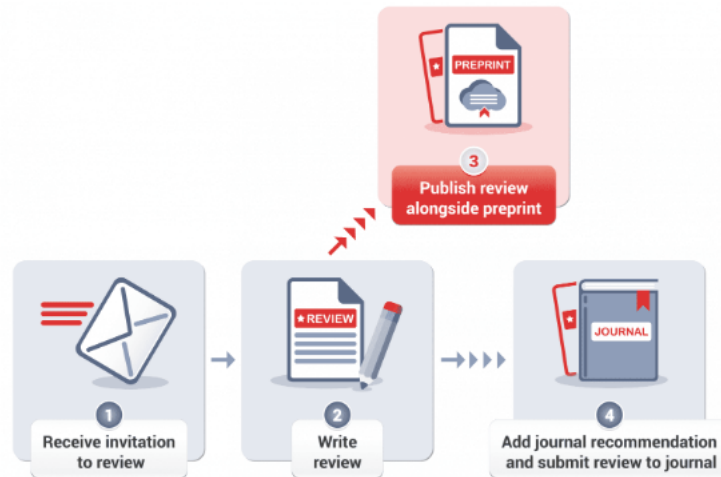 PREPRINT
3
Publish review
alongside preprint
★REVIEW
JOURNAL
1
Receive invitation
to review
2
Write
review
4
Add journal recommendation
and submit review to journal